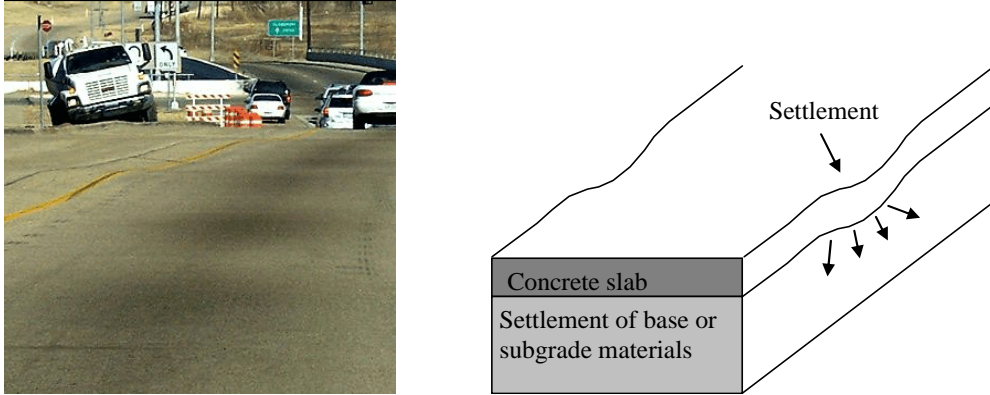 ONLY
Settlement
Concrete slab
Settlement of base or
subgrade materials